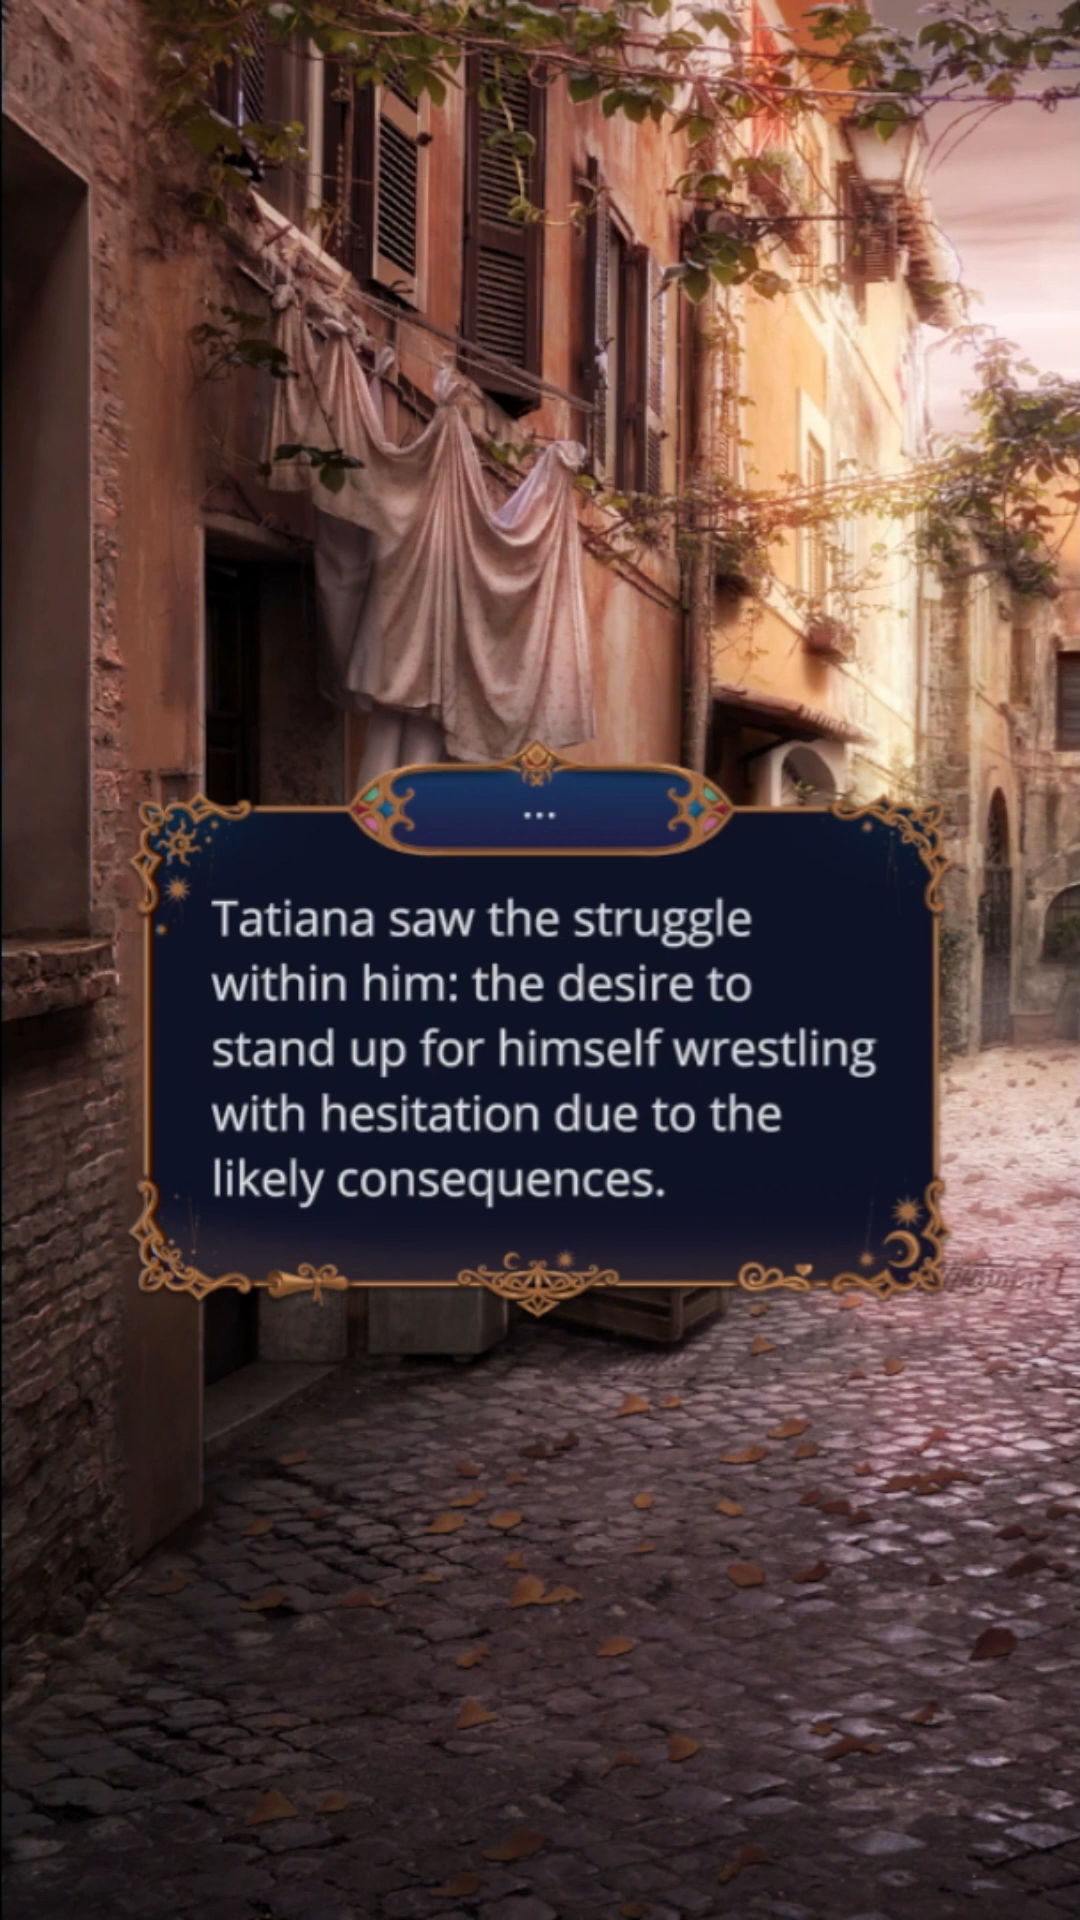 ...
Tatiana saw the struggle
within him: the desire to
stand up for himself wrestling
with hesitation due to the
likely consequences.